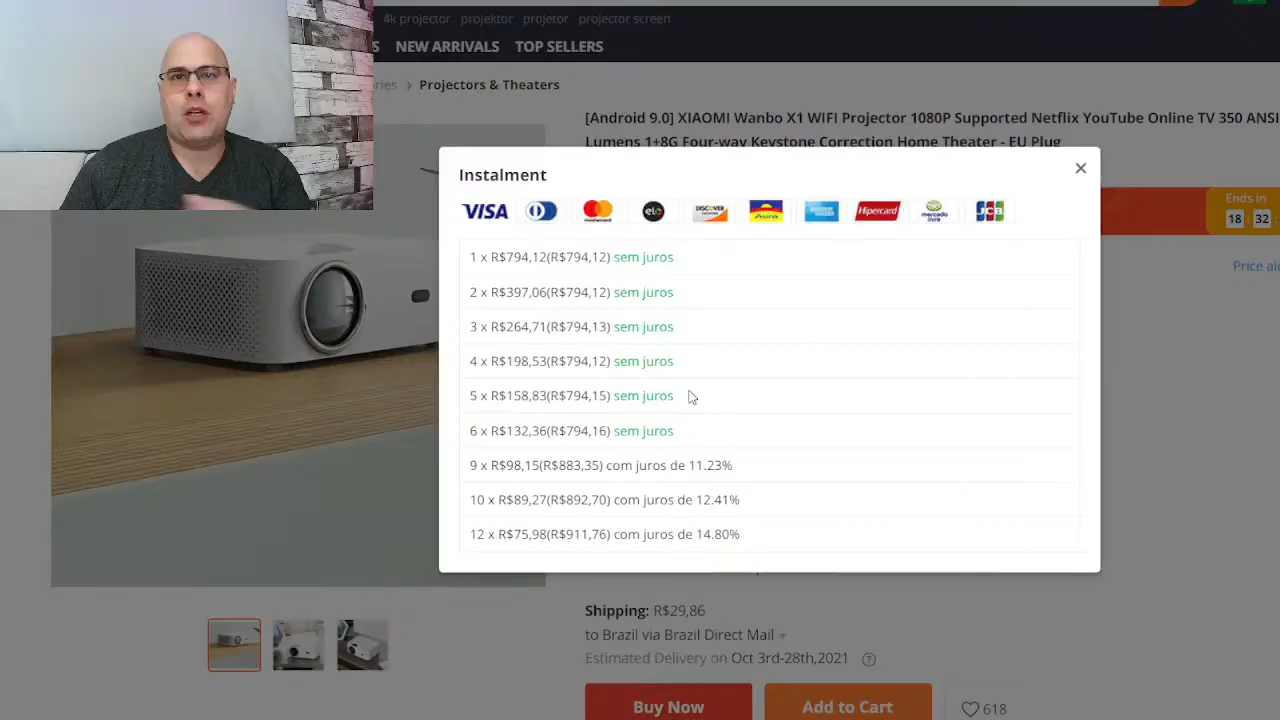 4k projector projektor projetor projector screen
NEW ARRIVALS TOP SELLERS
Projectors & Theaters
[Android 9.0] XIAOMI Wanbo X1 WIFI Projector 1080P Supported Netflix YouTube Online TV 350 ANSI
Lumens 1+8G Four-way Keystone Correction Home Theater - EU Plug
Instalment
VISA mastercard elo DISCOVER Aura Hipercard mercado livre JCB
Ends in
18 : 32
1 x R$794,12(R$794,12) sem juros
Price al
2 x R$397,06(R$794,12) sem juros
3 x R$264,71(R$794,13) sem juros
4 x R$198,53(R$794,12) sem juros
5 x R$158,83(R$794,15) sem juros
6 x R$132,36(R$794,16) sem juros
9 x R$98,15(R$883,35) com juros de 11.23%
10 x R$89,27(R$892,70) com juros de 12.41%
12 x R$75,98(R$911,76) com juros de 14.80%
Shipping: R$29,86
to Brazil via Brazil Direct Mail
Estimated Delivery on Oct 3rd-28th,2021 ?
Buy Now Add to Cart 618